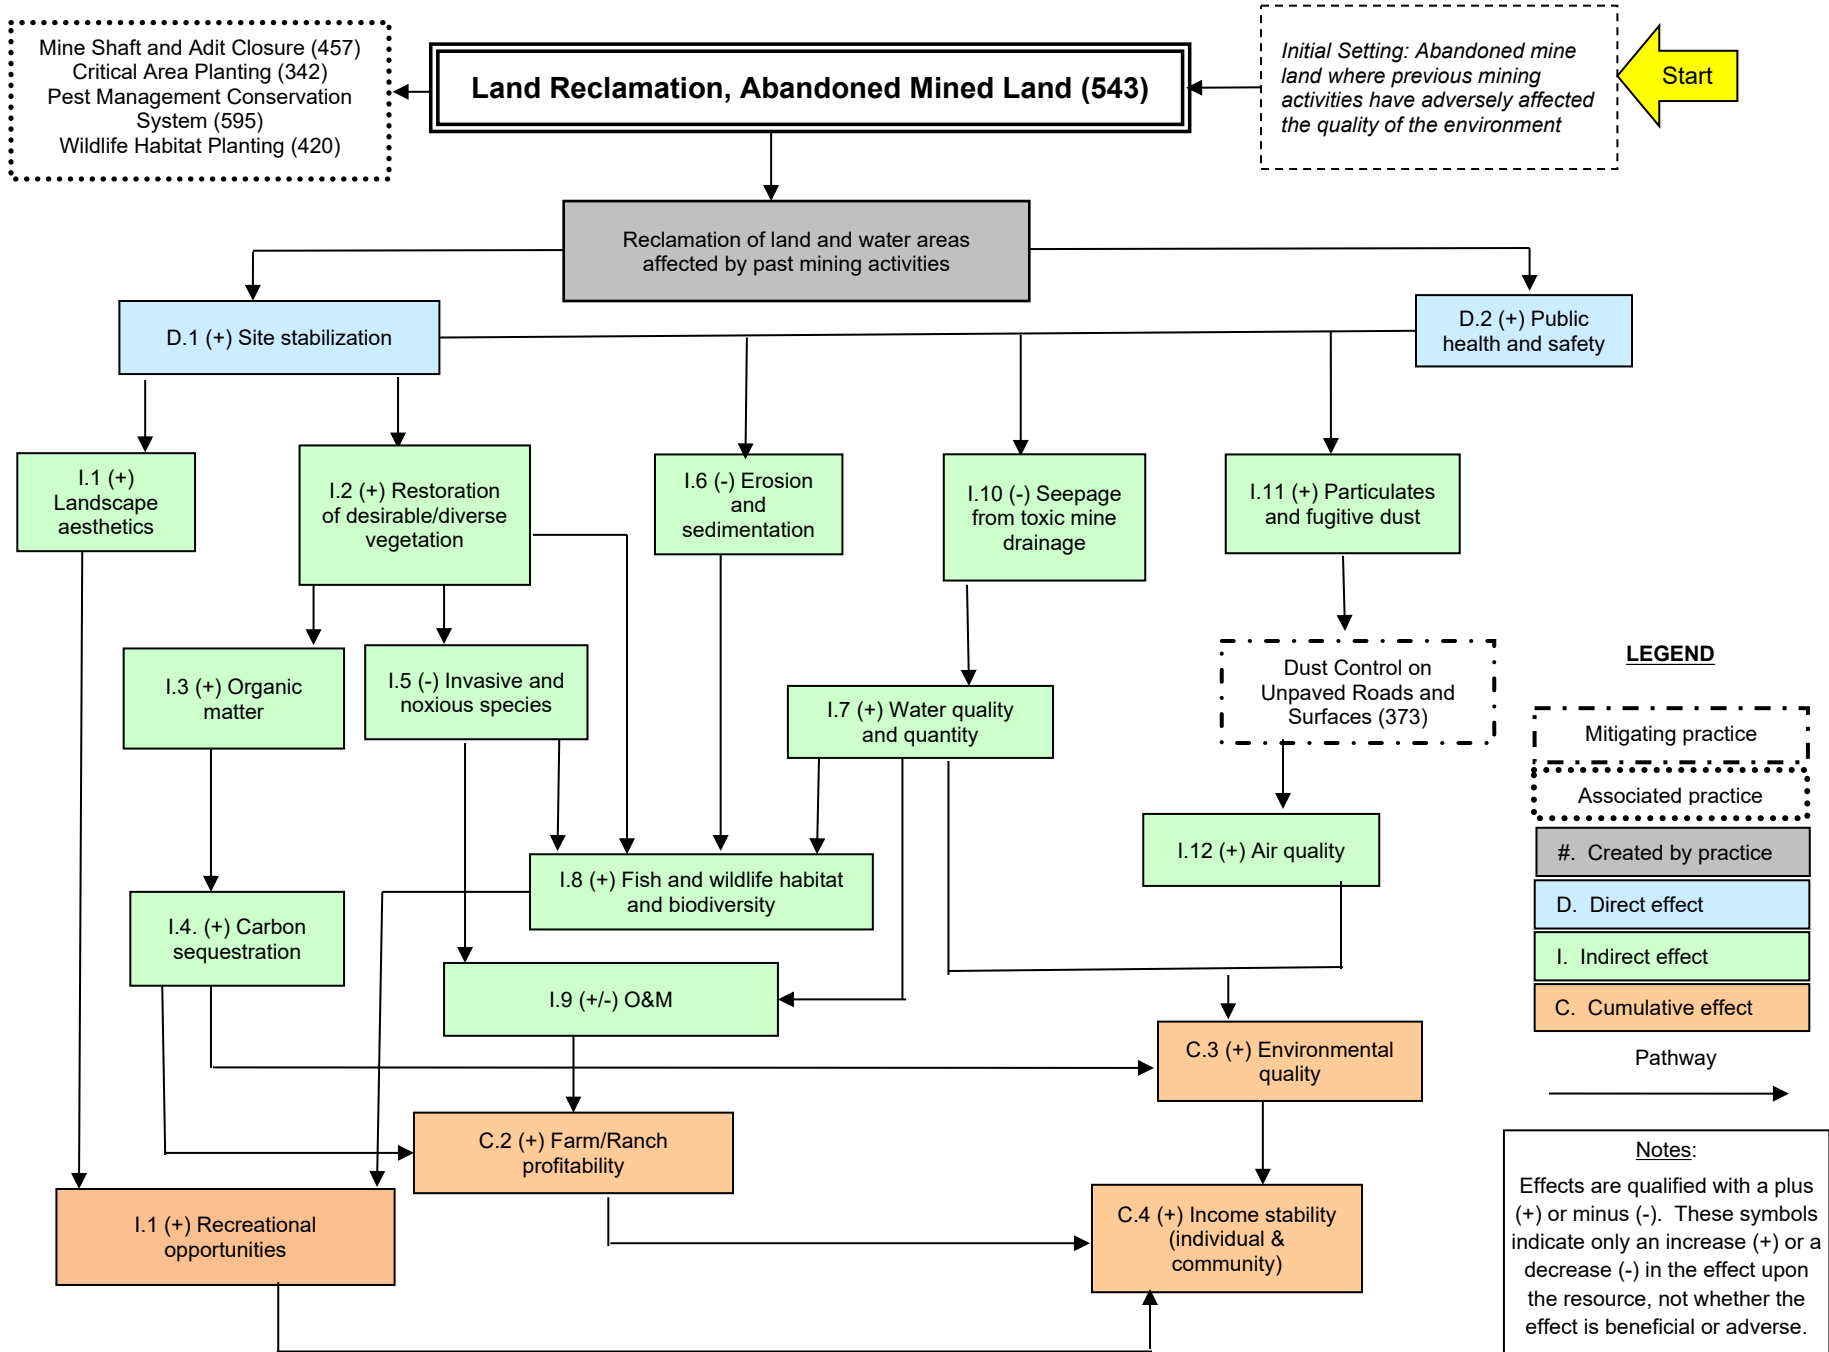 Mine Shaft and Adit Closure (457)
Critical Area Planting (342)
Pest Management Conservation
System (595)
Wildlife Habitat Planting (420)
Land Reclamation, Abandoned Mined Land (543)
Initial Setting: Abandoned mine
land where previous mining
activities have adversely affected
the quality of the environment
Start
Reclamation of land and water areas
affected by past mining activities
D.1 (+) Site stabilization
D.2 (+) Public
health and safety
I.1 (+)
Landscape
aesthetics
I.2 (+) Restoration
of desirable/diverse
vegetation
I.6 (-) Erosion
and
sedimentation
I.10 (-) Seepage
from toxic mine
drainage
I.11 (+) Particulates
and fugitive dust
I.3 (+) Organic
matter
I.5 (-) Invasive and
noxious species
I.7 (+) Water quality
and quantity
Dust Control on
Unpaved Roads and
Surfaces (373)
I.8 (+) Fish and wildlife habitat
and biodiversity
I.12 (+) Air quality
I.4. (+) Carbon
sequestration
I.9 (+/-) O&M
C.3 (+) Environmental
quality
C.2 (+) Farm/Ranch
profitability
I.1 (+) Recreational
opportunities
C.4 (+) Income stability
(individual &
community)
LEGEND
Mitigating practice
Associated practice
#. Created by practice
D. Direct effect
I. Indirect effect
C. Cumulative effect
Pathway
Notes:
Effects are qualified with a plus
(+) or minus (-). These symbols
indicate only an increase (+) or a
decrease (-) in the effect upon
the resource, not whether the
effect is beneficial or adverse.